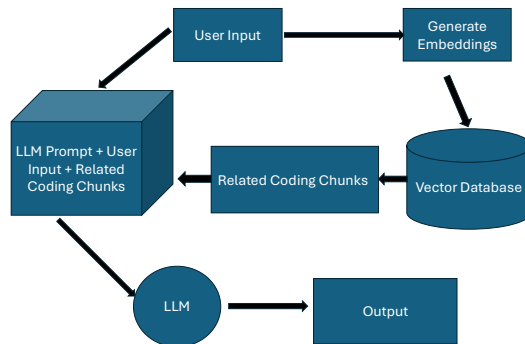 User Input
Generate
Embeddings
LLM Prompt + User
Input + Related
Coding Chunks
Related Coding Chunks
Vector Database
LLM
Output